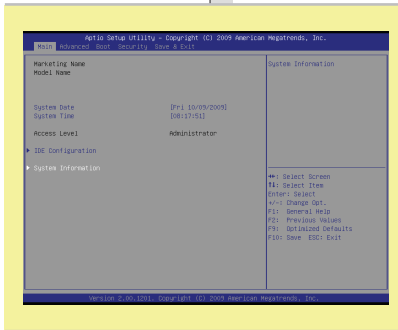 Aptio Setup Utility - Copyright (C) 2009 American Megatrends, Inc.
Main Advanced Boot Security Save & Exit
Marketing Name
Model Name
System Date [Fri 10/09/2009]
System Time [08:17:51]
Access Level Administrator
IDE Configuration
System Information
System Information
→←: Select Screen
↑↓: Select Item
Enter: Select
+/-: Change Opt.
F1: General Help
F2: Previous Values
F9: Optimized Defaults
F10: Save ESC: Exit
Version 2.00.1201. Copyright (C) 2009 American Megatrends, Inc.